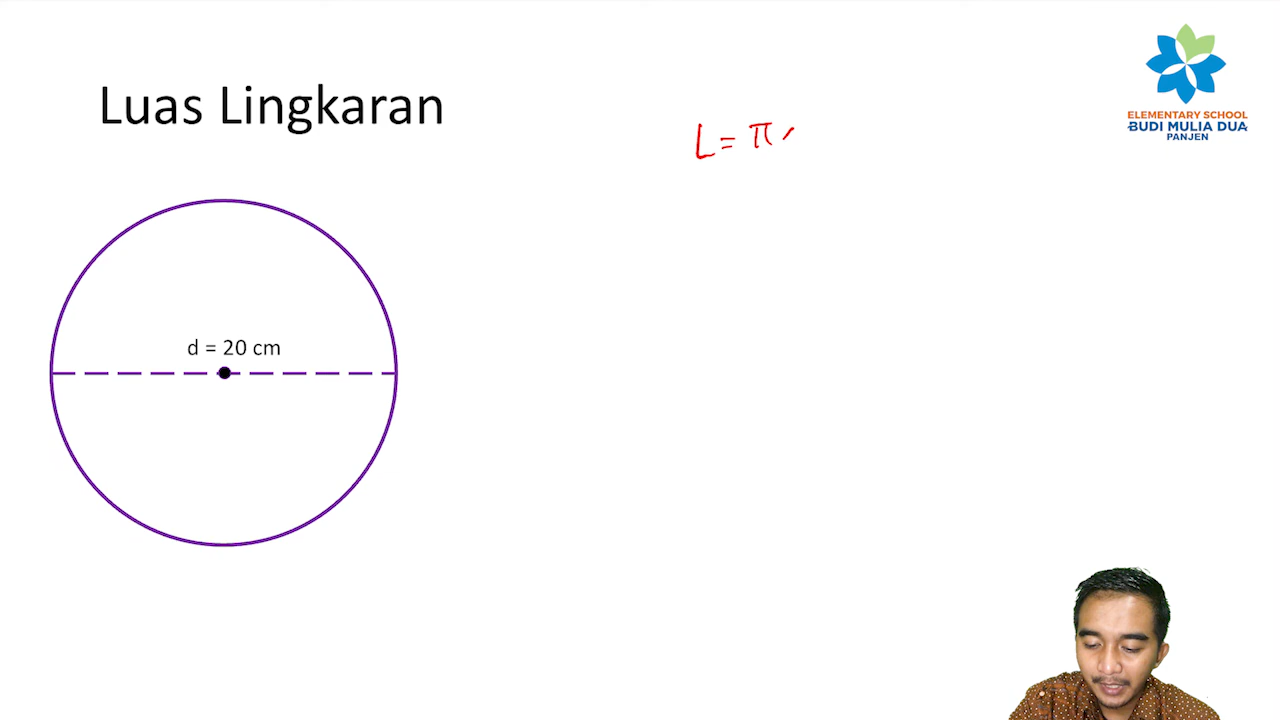 Luas Lingkaran
L = π
d = 20 cm
ELEMENTARY SCHOOL
BUDI MULIA DUA
PANJEN